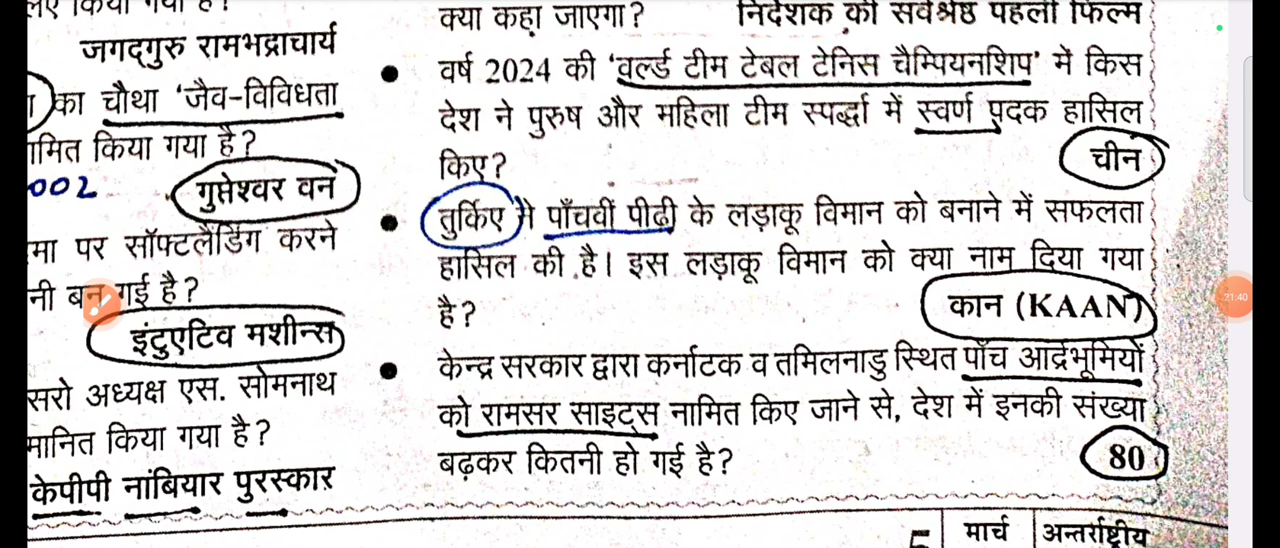 क्या कहा जाएगा? निर्देशक की सर्वश्रेष्ठ पहली फिल्म
जगद्गुरु रामभद्राचार्य
का चौथा ‘जैव-विविधता
किया गया है?
002
गुप्तेश्वर वन
पर सॉफ्टलैंडिंग करने
बन गई है?
इंटुएटिव मशीन्स
अध्यक्ष एस. सोमनाथ
किया गया है?
केपीपी नांबियार पुरस्कार
• वर्ष 2024 की ‘वर्ल्ड टीम टेबल टेनिस चैम्पियनशिप’ में किस
देश ने पुरुष और महिला टीम स्पर्द्धा में स्वर्ण पदक हासिल
किए? चीन
• तुर्किए ने पाँचवीं पीढ़ी के लड़ाकू विमान को बनाने में सफलता
हासिल की है। इस लड़ाकू विमान को क्या नाम दिया गया
है? कान (KAAN)
• केन्द्र सरकार द्वारा कर्नाटक व तमिलनाडु स्थित पाँच आर्द्रभूमियों
को रामसर साइट्स नामित किए जाने से, देश में इनकी संख्या
बढ़कर कितनी हो गई है? 80
मार्च अन्तर्राष्ट्रीय
21:40